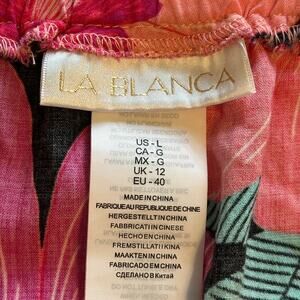 LA BLANCA
US - L
CA - G
MX - G
UK - 12
EU - 40
MADE IN CHINA
FABRIQUE AU REPUBLIQUE DE CHINE
HERGESTELLT IN CHINA
FABBRICATI IN CINESE
HECHO EN CHINA
FREMSTILLAT I KINA
MAAKTEN IN CHINA
FABRICADO EM CHINA
СДЕЛАНО В Китай